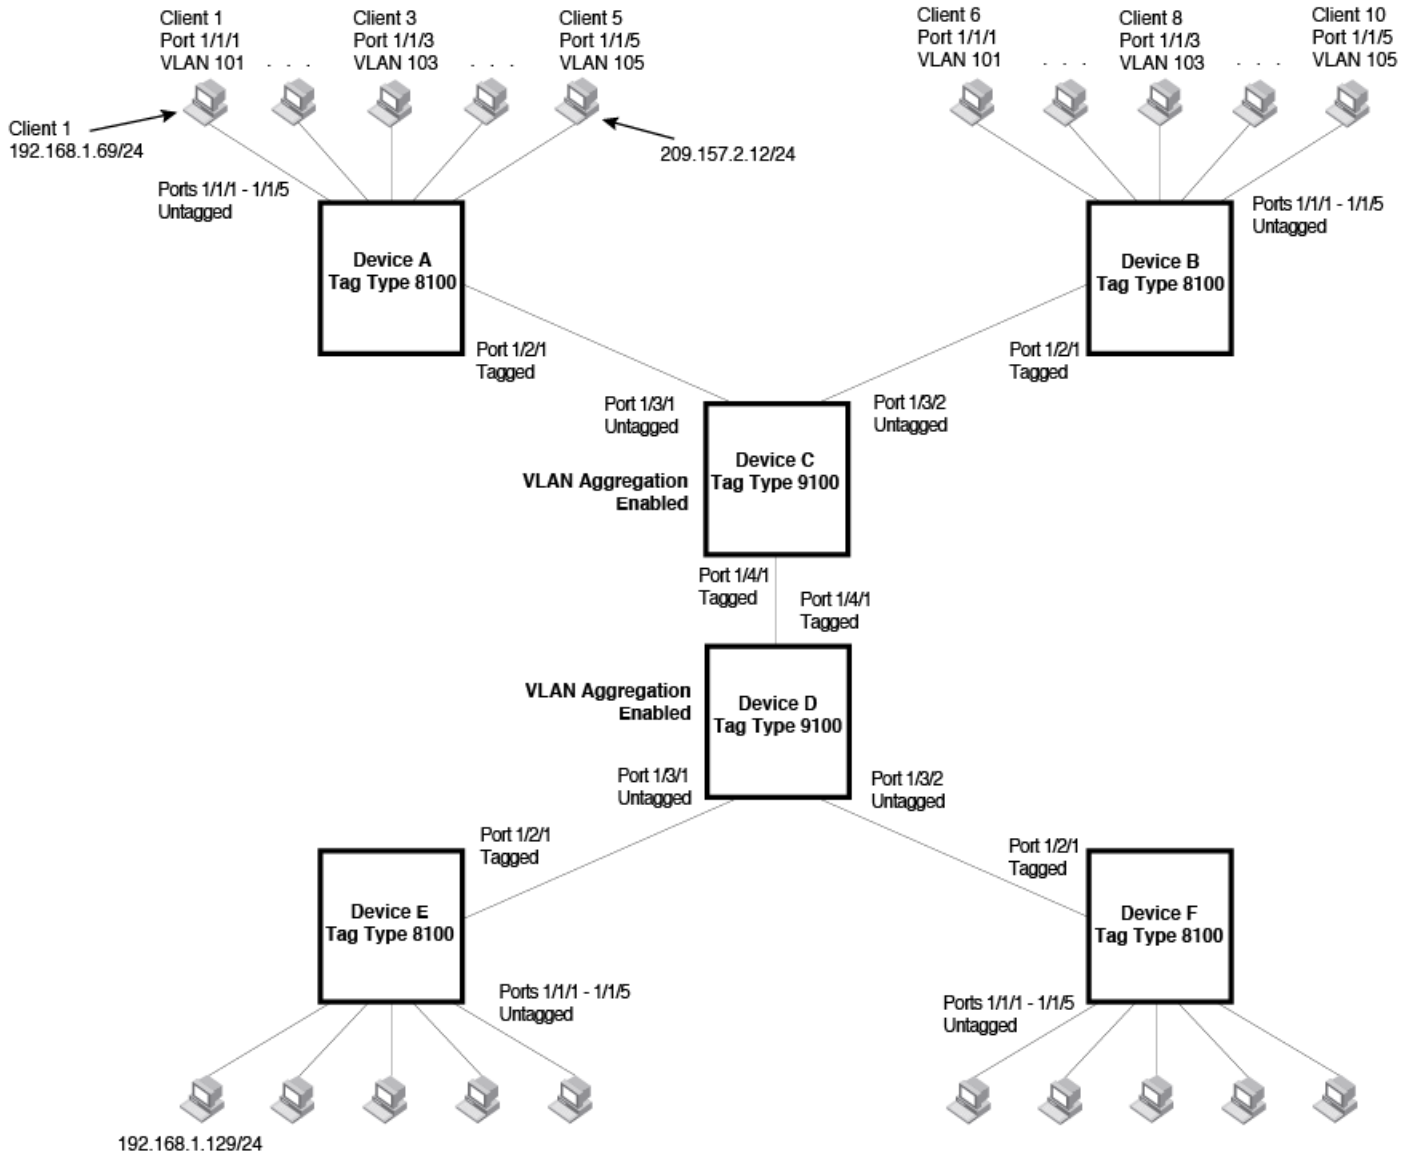 Client 1
Port 1/1/1
VLAN 101
. . .
Client 3
Port 1/1/3
VLAN 103
. . .
Client 5
Port 1/1/5
VLAN 105
Client 6
Port 1/1/1
VLAN 101
. . .
Client 8
Port 1/1/3
VLAN 103
. . .
Client 10
Port 1/1/5
VLAN 105
Client 1
192.168.1.69/24
209.157.2.12/24
Ports 1/1/1 - 1/1/5
Untagged
Ports 1/1/1 - 1/1/5
Untagged
Device A
Tag Type 8100
Device B
Tag Type 8100
Port 1/2/1
Tagged
Port 1/2/1
Tagged
Port 1/3/1
Untagged
Port 1/3/2
Untagged
VLAN Aggregation
Enabled
Device C
Tag Type 9100
Port 1/4/1
Tagged
Port 1/4/1
Tagged
VLAN Aggregation
Enabled
Device D
Tag Type 9100
Port 1/3/1
Untagged
Port 1/3/2
Untagged
Port 1/2/1
Tagged
Port 1/2/1
Tagged
Device E
Tag Type 8100
Device F
Tag Type 8100
Ports 1/1/1 - 1/1/5
Untagged
Ports 1/1/1 - 1/1/5
Untagged
192.168.1.129/24